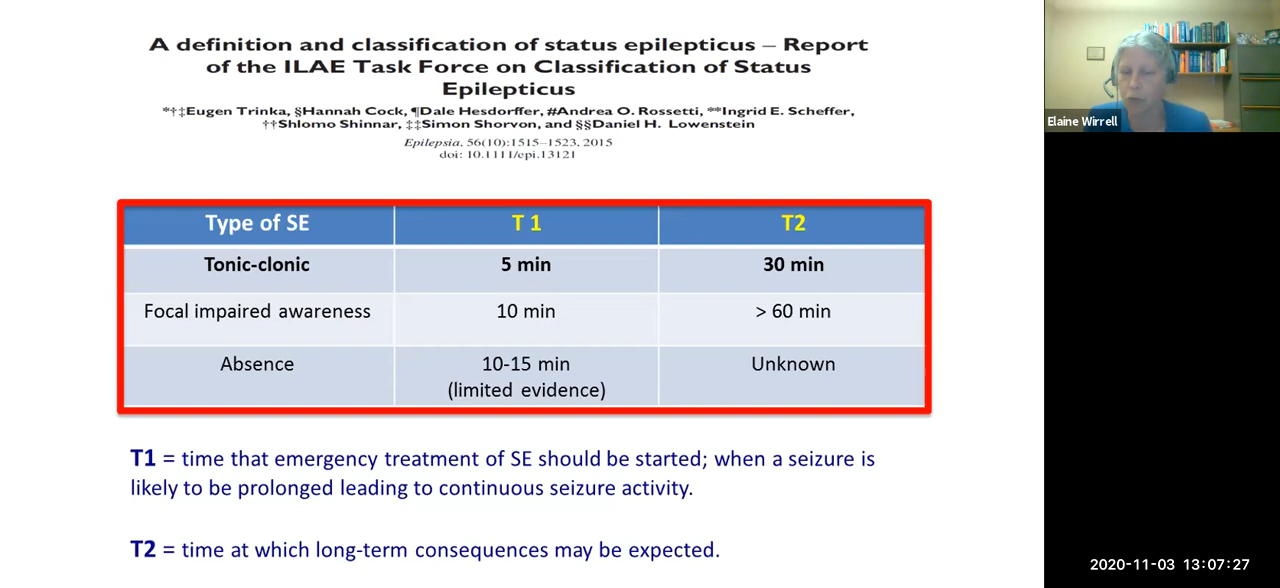 A definition and classification of status epilepticus – Report
of the ILAE Task Force on Classification of Status
Epilepticus
*†‡Eugen Trinka, §Hannah Cock, ¶Dale Hesdorffer, #Andrea O. Rossetti, **Ingrid E. Scheffer,
††Shlomo Shinnar, ‡‡Simon Shorvon, and §§Daniel H. Lowenstein
Epilepsia, 56(10):1515–1523, 2015
doi: 10.1111/epi.13121
Elaine Wirrell
Type of SE T 1 T2
Tonic-clonic 5 min 30 min
Focal impaired awareness 10 min > 60 min
Absence 10-15 min Unknown
(limited evidence)
T1 = time that emergency treatment of SE should be started; when a seizure is
likely to be prolonged leading to continuous seizure activity.
T2 = time at which long-term consequences may be expected.
2020-11-03 13:07:27